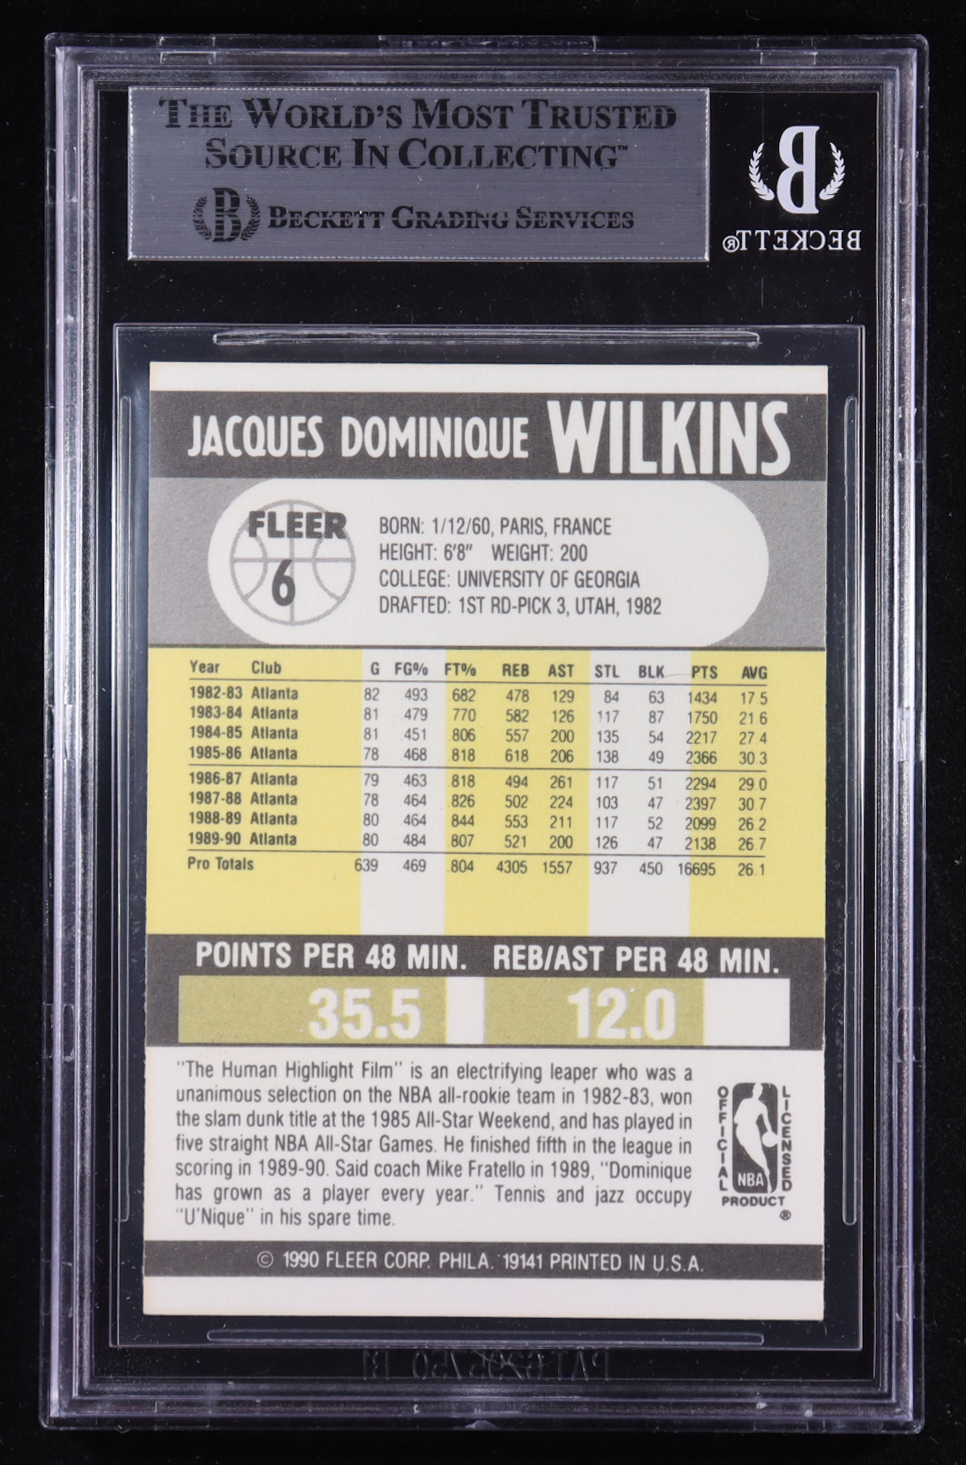 THE WORLD'S MOST TRUSTED
SOURCE IN COLLECTING™
BECKETT GRADING SERVICES
B
BECKETT®
JACQUES DOMINIQUE WILKINS
FLEER
6
BORN: 1/12/60, PARIS, FRANCE
HEIGHT: 6'8" WEIGHT: 200
COLLEGE: UNIVERSITY OF GEORGIA
DRAFTED: 1ST RD-PICK 3, UTAH, 1982
Year Club G FG% FT% REB AST STL BLK PTS AVG
1982-83 Atlanta 82 493 682 478 129 84 63 1434 17.5
1983-84 Atlanta 81 479 770 582 126 117 87 1750 21.6
1984-85 Atlanta 81 451 806 557 200 135 54 2217 27.4
1985-86 Atlanta 78 468 818 618 206 138 49 2366 30.3
1986-87 Atlanta 79 463 818 494 261 117 51 2294 29.0
1987-88 Atlanta 78 464 826 502 224 103 47 2397 30.7
1988-89 Atlanta 80 464 844 553 211 117 52 2099 26.2
1989-90 Atlanta 80 484 807 521 200 126 47 2138 26.7
Pro Totals 639 469 .804 4305 1557 937 450 16695 26.1
POINTS PER 48 MIN. REB/AST PER 48 MIN.
35.5 12.0
"The Human Highlight Film" is an electrifying leaper who was a
unanimous selection on the NBA all-rookie team in 1982-83, won
the slam dunk title at the 1985 All-Star Weekend, and has played in
five straight NBA All-Star Games. He finished fifth in the league in
scoring in 1989-90. Said coach Mike Fratello in 1989, "Dominique
has grown as a player every year." Tennis and jazz occupy
"U'Nique" in his spare time.
OFFICIAL LICENSED
NBA
PRODUCT
®
© 1990 FLEER CORP. PHILA. 19141 PRINTED IN U.S.A.